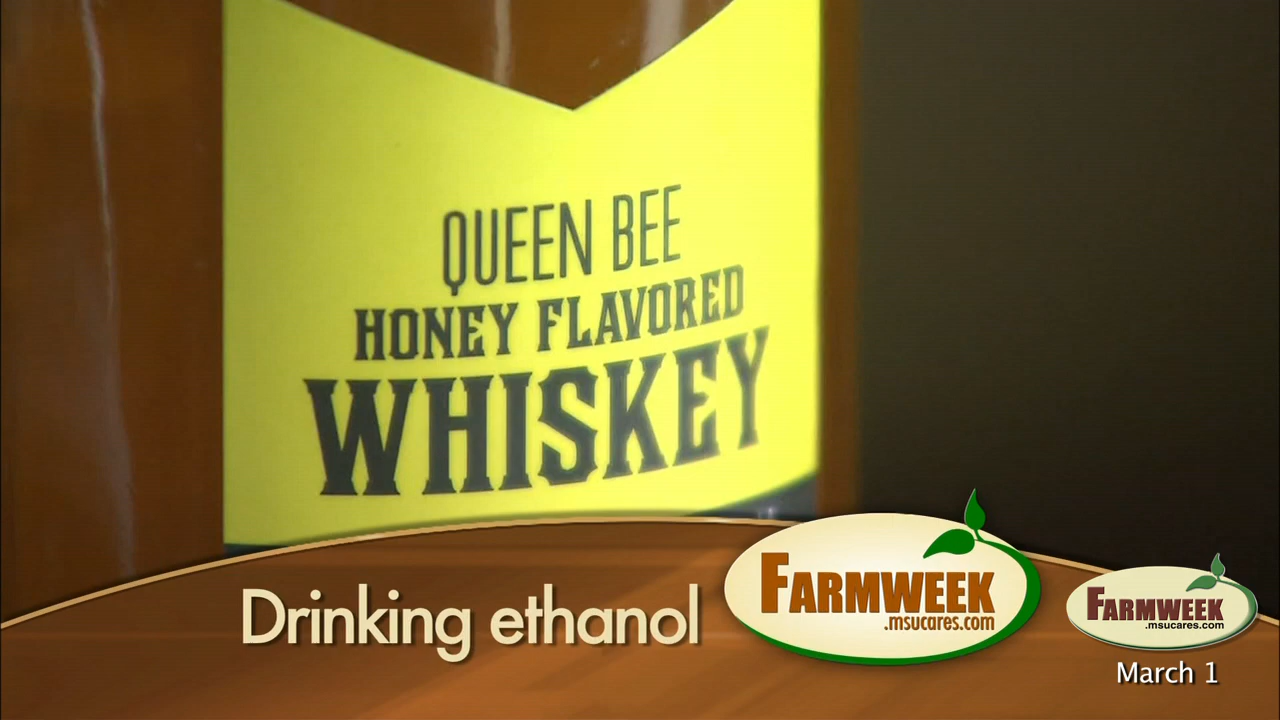 QUEEN BEE
HONEY FLAVORED
WHISKEY
Drinking ethanol
FARMWEEK
.msucares.com
FARMWEEK
.msucares.com
March 1